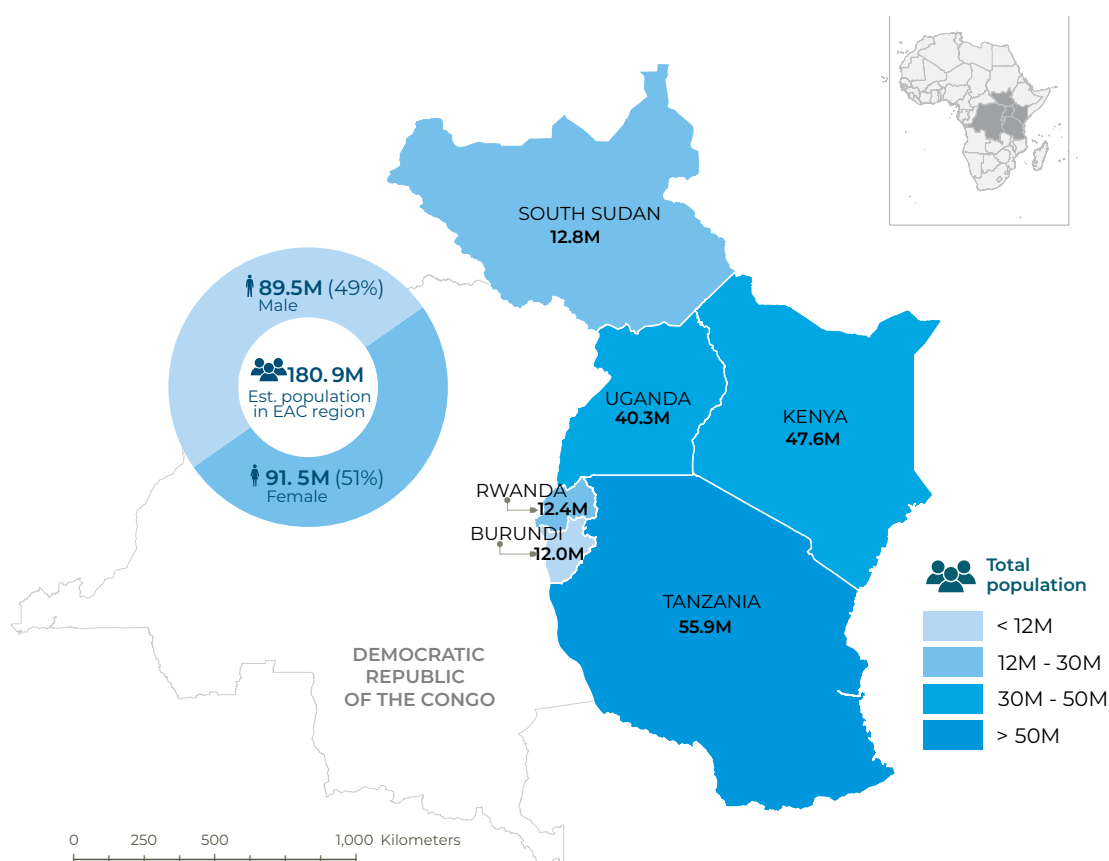 SOUTH SUDAN
12.8M
89.5M (49%)
Male
180.9M
Est. population
in EAC region
91.5M (51%)
Female
UGANDA
40.3M
KENYA
47.6M
RWANDA
12.4M
BURUNDI
12.0M
TANZANIA
55.9M
DEMOCRATIC
REPUBLIC
OF THE CONGO
Total
population
< 12M
12M - 30M
30M - 50M
> 50M
0 250 500 1,000 Kilometers